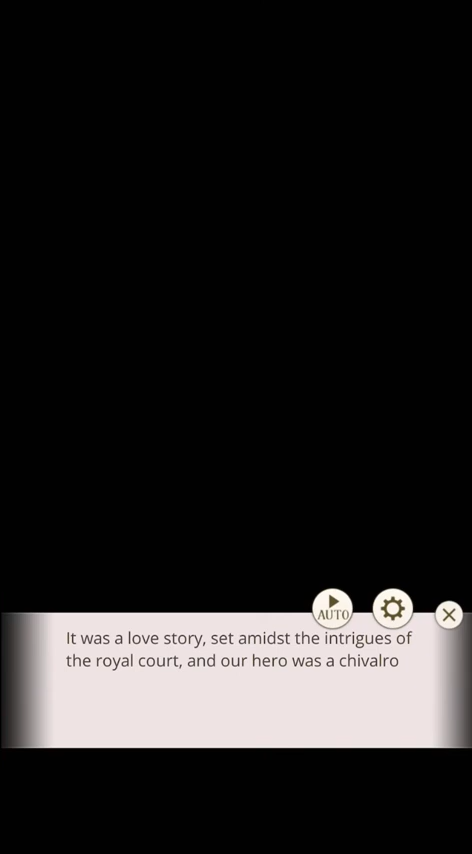 AUTO
It was a love story, set amidst the intrigues of
the royal court, and our hero was a chivalro